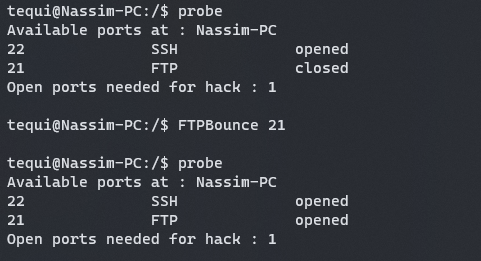 tequi@Nassim-PC:/$ probe
Available ports at : Nassim-PC
22 SSH opened
21 FTP closed
Open ports needed for hack : 1
tequi@Nassim-PC:/$ FTPBounce 21
tequi@Nassim-PC:/$ probe
Available ports at : Nassim-PC
22 SSH opened
21 FTP opened
Open ports needed for hack : 1